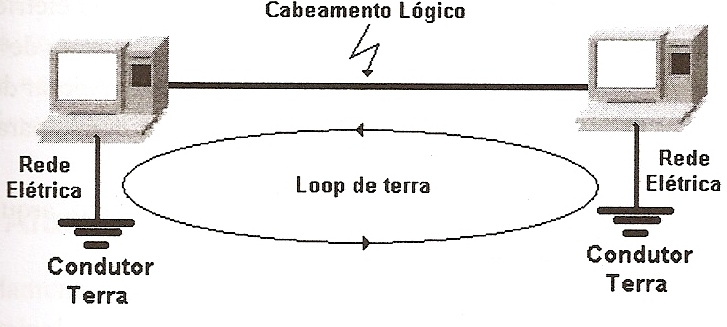 Cabeamento Lógico
Rede
Elétrica
Loop de terra
Rede
Elétrica
Condutor
Terra
Condutor
Terra